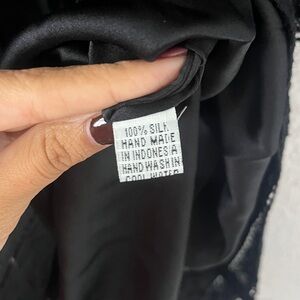 100% SILK
HAND MADE
IN INDONESIA
HAND WASH IN
COOL WATER